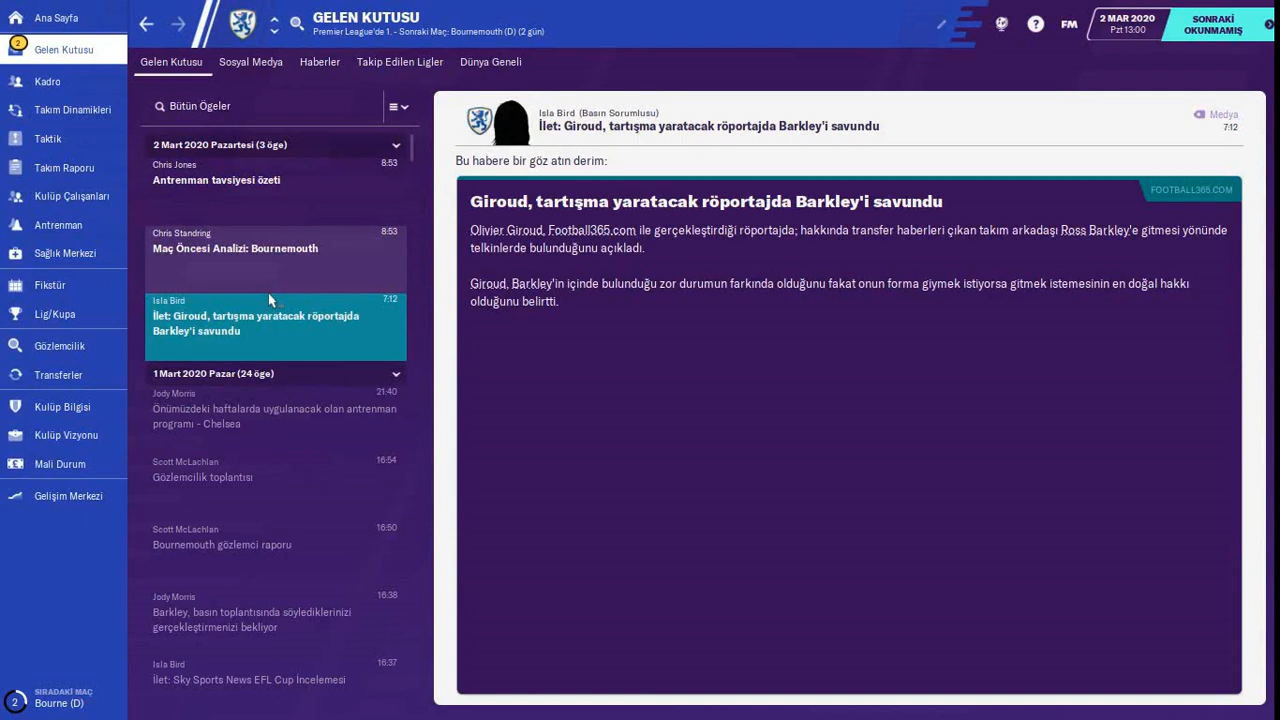 Ana Sayfa
2
Gelen Kutusu
Kadro
Takım Dinamikleri
Taktik
Takım Raporu
Kulüp Çalışanları
Antrenman
Sağlık Merkezi
Fikstür
Lig/Kupa
Gözlemcilik
Transferler
Kulüp Bilgisi
Kulüp Vizyonu
Mali Durum
Gelişim Merkezi
2
SIRADAKİ MAÇ
Bourne (D)
GELEN KUTUSU
Premier League'de 1. - Sonraki Maç: Bournemouth (D) (2 gün)
?
FM
2 MAR 2020
Pzt 13:00
SONRAKİ
OKUNMAMIŞ
Gelen Kutusu
Sosyal Medya
Haberler
Takip Edilen Ligler
Dünya Geneli
Bütün Ögeler
2 Mart 2020 Pazartesi (3 öge)
Chris Jones 8:53
Antrenman tavsiyesi özeti
Chris Standring 8:53
Maç Öncesi Analizi: Bournemouth
Isla Bird 7:12
İlet: Giroud, tartışma yaratacak röportajda
Barkley'i savundu
1 Mart 2020 Pazar (24 öge)
Jody Morris 21:40
Önümüzdeki haftalarda uygulanacak olan antrenman
programı - Chelsea
Scott McLachlan 16:54
Gözlemcilik toplantısı
Scott McLachlan 16:50
Bournemouth gözlemci raporu
Jody Morris 16:38
Barkley, basın toplantısında söylediklerinizi
gerçekleştirmenizi bekliyor
Isla Bird 16:37
İlet: Sky Sports News EFL Cup İncelemesi
Isla Bird (Basın Sorumlusu)
İlet: Giroud, tartışma yaratacak röportajda Barkley'i savundu
Medya
7:12
Bu habere bir göz atın derim:
FOOTBALL365.COM
Giroud, tartışma yaratacak röportajda Barkley'i savundu
Olivier Giroud, Football365.com ile gerçekleştirdiği röportajda; hakkında transfer haberleri çıkan takım arkadaşı Ross Barkley'e gitmesi yönünde
telkinlerde bulunduğunu açıkladı.
Giroud, Barkley'in içinde bulunduğu zor durumun farkında olduğunu fakat onun forma giymek istiyorsa gitmek istemesinin en doğal hakkı
olduğunu belirtti.